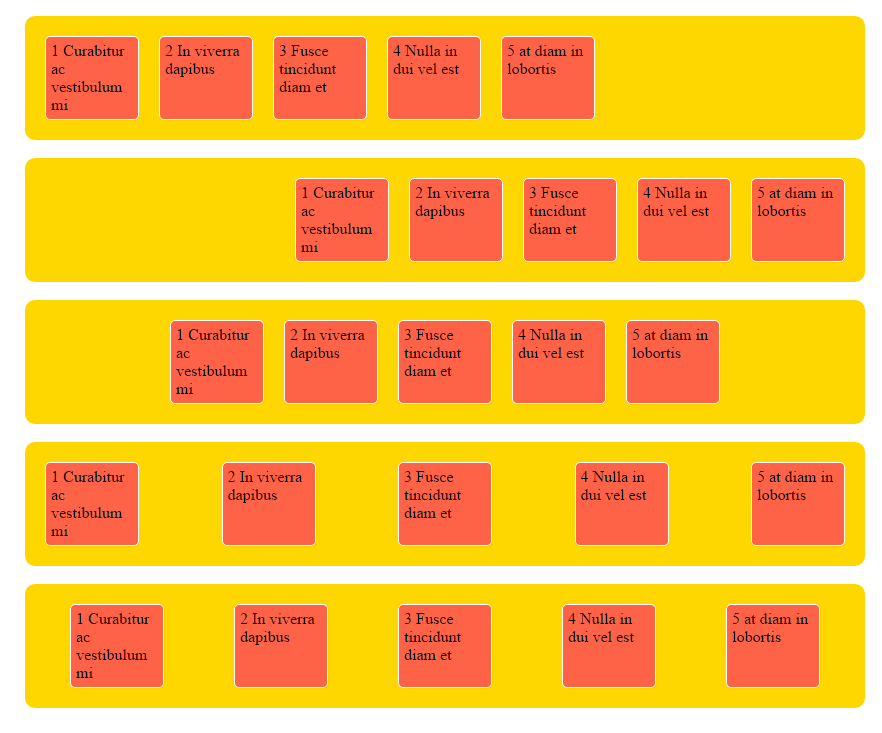 1 Curabitur
ac
vestibulum
mi
2 In viverra
dapibus
3 Fusce
tincidunt
diam et
4 Nulla in
dui vel est
5 at diam in
lobortis
1 Curabitur
ac
vestibulum
mi
2 In viverra
dapibus
3 Fusce
tincidunt
diam et
4 Nulla in
dui vel est
5 at diam in
lobortis
1 Curabitur
ac
vestibulum
mi
2 In viverra
dapibus
3 Fusce
tincidunt
diam et
4 Nulla in
dui vel est
5 at diam in
lobortis
1 Curabitur
ac
vestibulum
mi
2 In viverra
dapibus
3 Fusce
tincidunt
diam et
4 Nulla in
dui vel est
5 at diam in
lobortis
1 Curabitur
ac
vestibulum
mi
2 In viverra
dapibus
3 Fusce
tincidunt
diam et
4 Nulla in
dui vel est
5 at diam in
lobortis